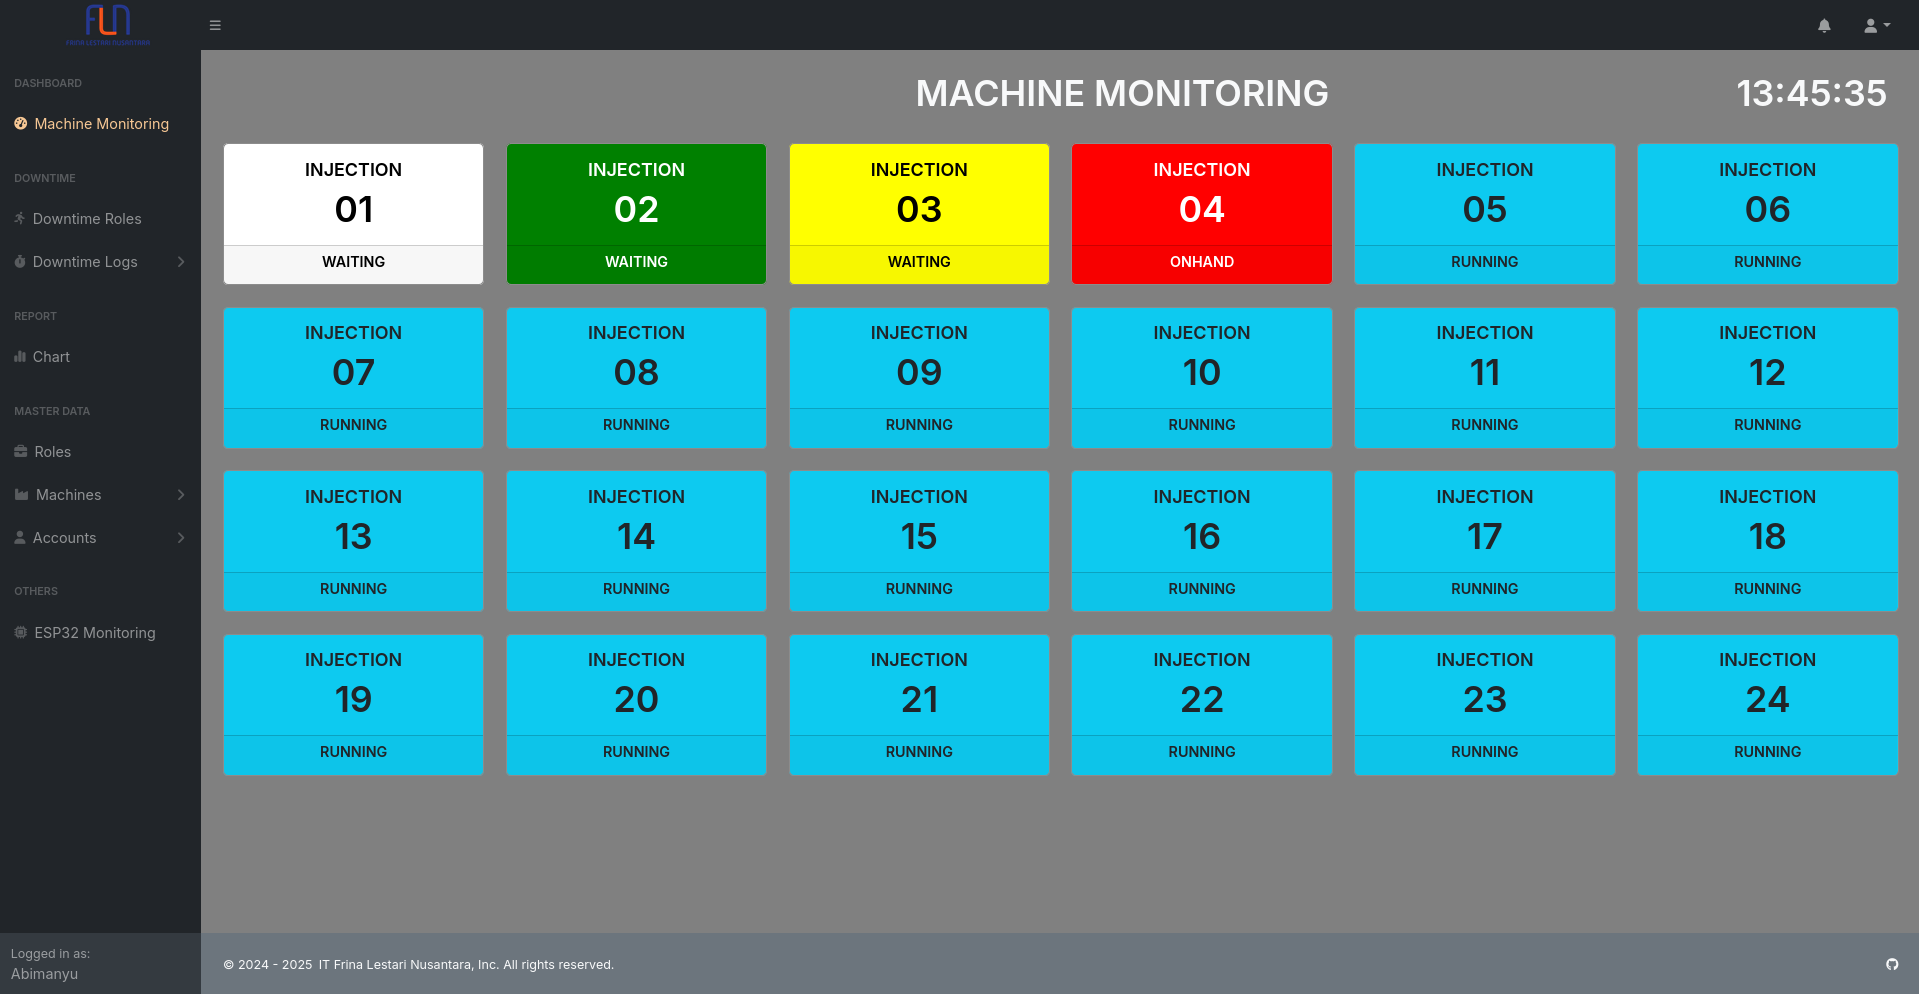 FLN
FRINA LESTARI NUSANTARA
DASHBOARD
Machine Monitoring
DOWNTIME
Downtime Roles
Downtime Logs
REPORT
Chart
MASTER DATA
Roles
Machines
Accounts
OTHERS
ESP32 Monitoring
Logged in as:
Abimanyu
MACHINE MONITORING
13:45:35
INJECTION
01
WAITING
INJECTION
02
WAITING
INJECTION
03
WAITING
INJECTION
04
ONHAND
INJECTION
05
RUNNING
INJECTION
06
RUNNING
INJECTION
07
RUNNING
INJECTION
08
RUNNING
INJECTION
09
RUNNING
INJECTION
10
RUNNING
INJECTION
11
RUNNING
INJECTION
12
RUNNING
INJECTION
13
RUNNING
INJECTION
14
RUNNING
INJECTION
15
RUNNING
INJECTION
16
RUNNING
INJECTION
17
RUNNING
INJECTION
18
RUNNING
INJECTION
19
RUNNING
INJECTION
20
RUNNING
INJECTION
21
RUNNING
INJECTION
22
RUNNING
INJECTION
23
RUNNING
INJECTION
24
RUNNING
© 2024 - 2025 IT Frina Lestari Nusantara, Inc. All rights reserved.